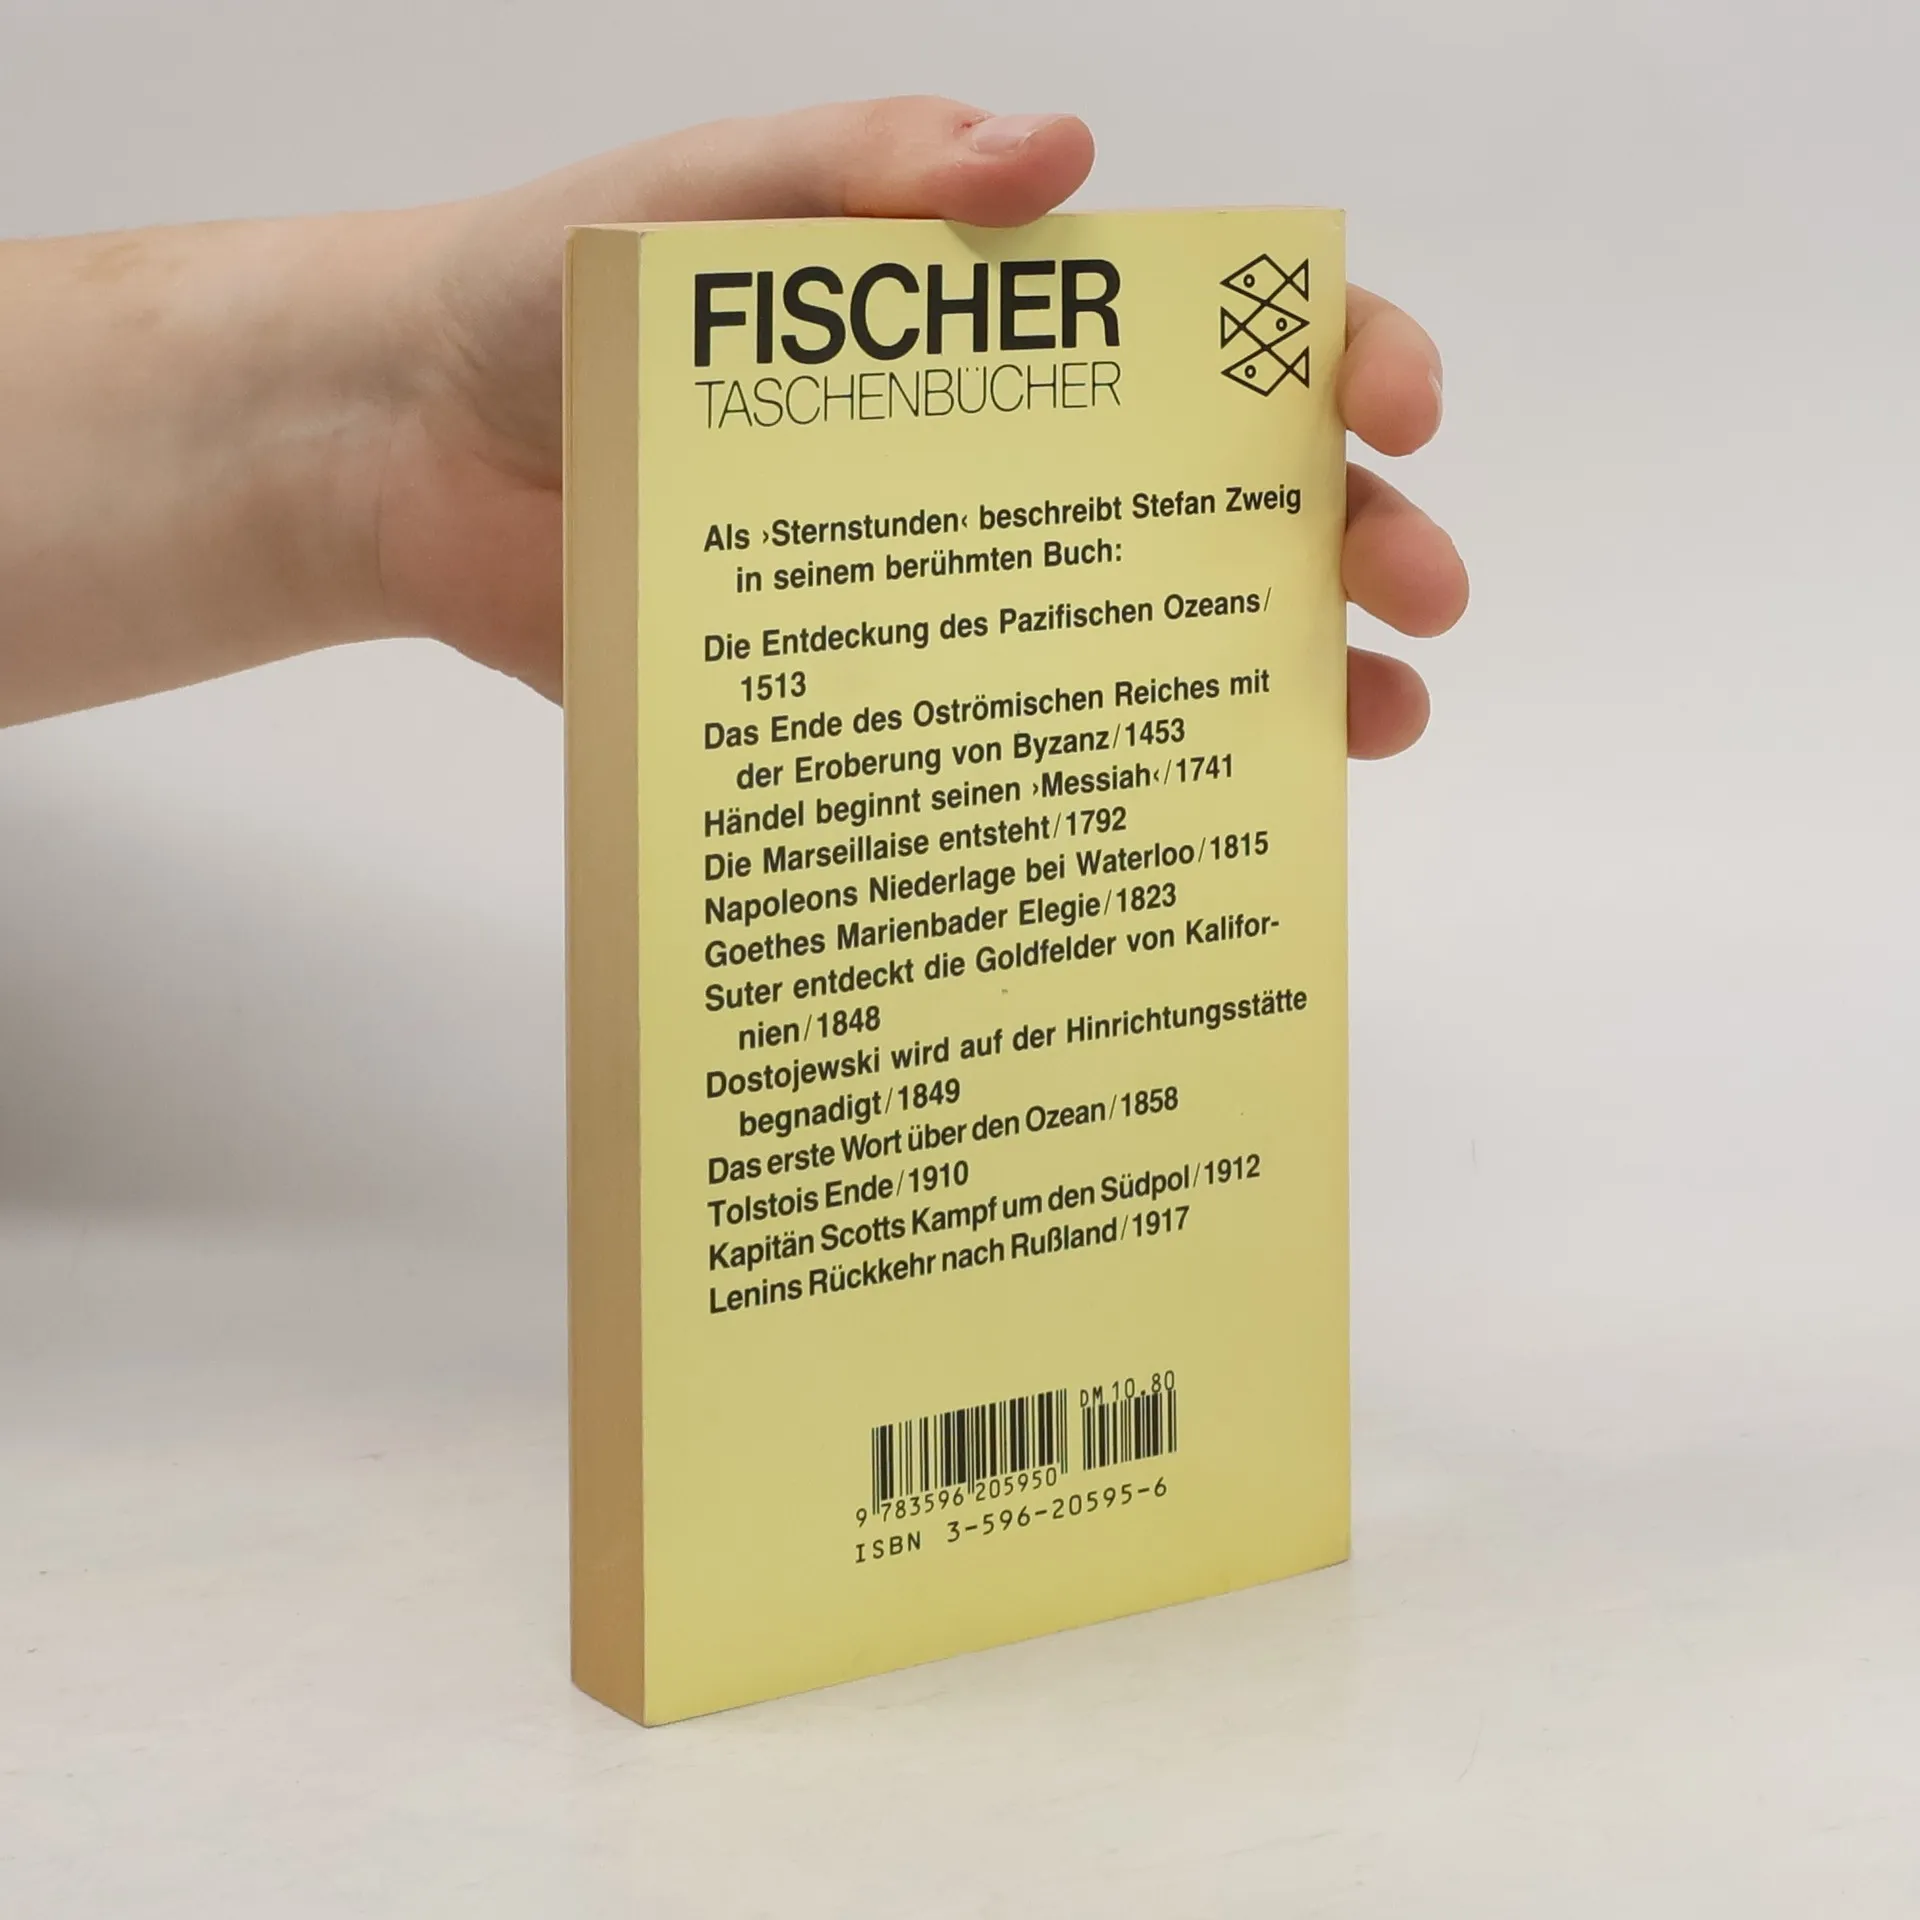 FISCHER
TASCHENBÜCHER
Als ›Sternstunden‹ beschreibt Stefan Zweig
in seinem berühmten Buch:
Die Entdeckung des Pazifischen Ozeans/
1513
Das Ende des Oströmischen Reiches mit
der Eroberung von Byzanz/1453
Händel beginnt seinen ›Messiah‹/1741
Die Marseillaise entsteht/1792
Napoleons Niederlage bei Waterloo/1815
Goethes Marienbader Elegie/1823
Suter entdeckt die Goldfelder von Kalifor-
nien/1848
Dostojewski wird auf der Hinrichtungsstätte
begnadigt/1849
Das erste Wort über den Ozean/1858
Tolstois Ende/1910
Kapitän Scotts Kampf um den Südpol/1912
Lenins Rückkehr nach Rußland/1917
DM 10.80
9 783596 205950
ISBN 3-596-20595-6